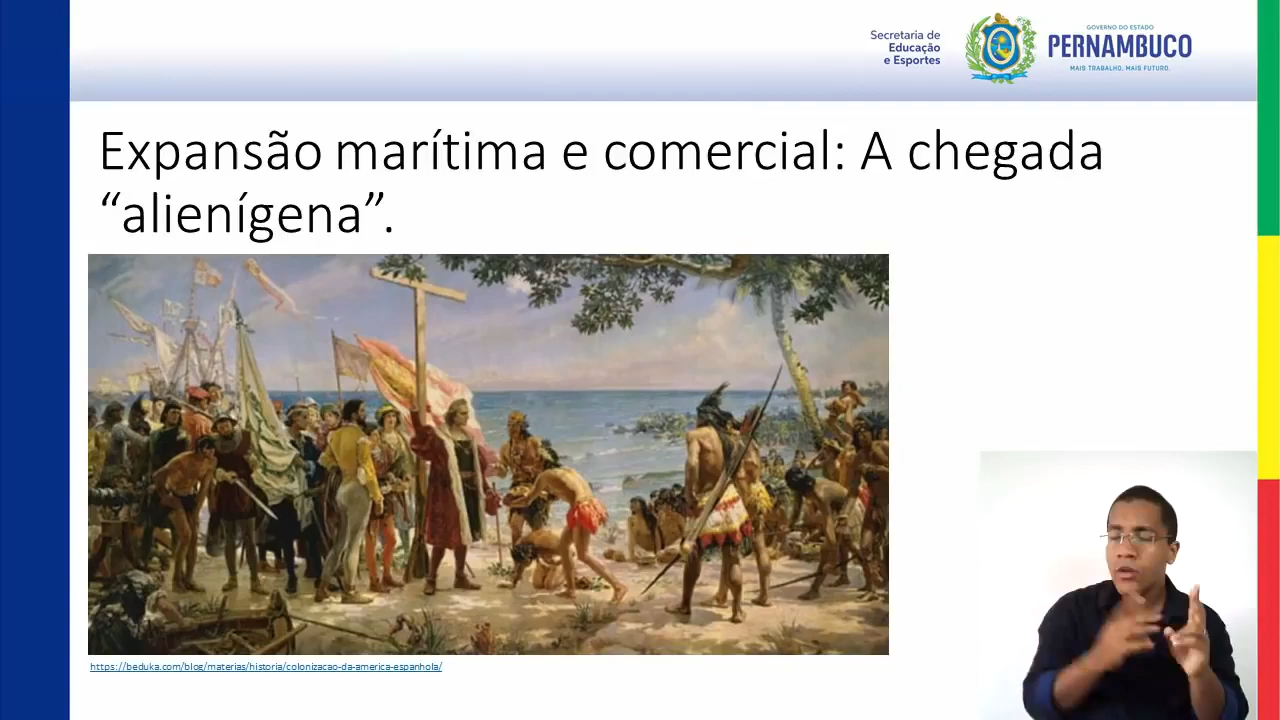 Secretaria de
Educação
e Esportes
GOVERNO DO ESTADO
PERNAMBUCO
MAIS TRABALHO, MAIS FUTURO.
Expansão marítima e comercial: A chegada
“alienígena”.
https://beduka.com/blog/materias/historia/colonizacao-da-america-espanhola/